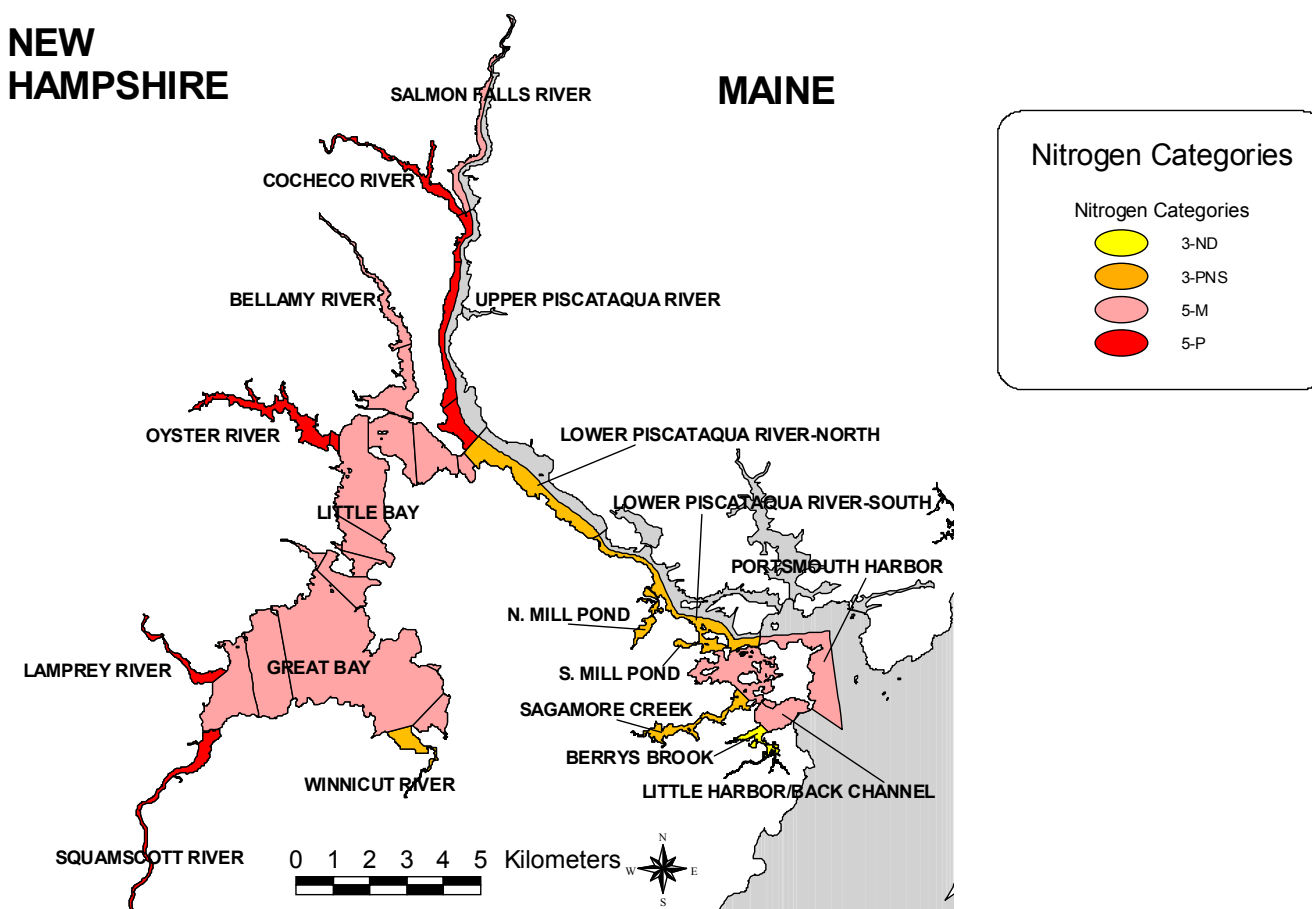 NEW
HAMPSHIRE
MAINE
SALMON FALLS RIVER
COCHECO RIVER
BELLAMY RIVER
UPPER PISCATAQUA RIVER
OYSTER RIVER
LOWER PISCATAQUA RIVER-NORTH
LITTLE BAY
LOWER PISCATAQUA RIVER-SOUTH
PORTSMOUTH HARBOR
N. MILL POND
LAMPREY RIVER
GREAT BAY
S. MILL POND
SAGAMORE CREEK
BERRYS BROOK
WINNICUT RIVER
LITTLE HARBOR/BACK CHANNEL
SQUAMSCOTT RIVER
0 1 2 3 4 5 Kilometers
N
W E
S
Nitrogen Categories
Nitrogen Categories
3-ND
3-PNS
5-M
5-P